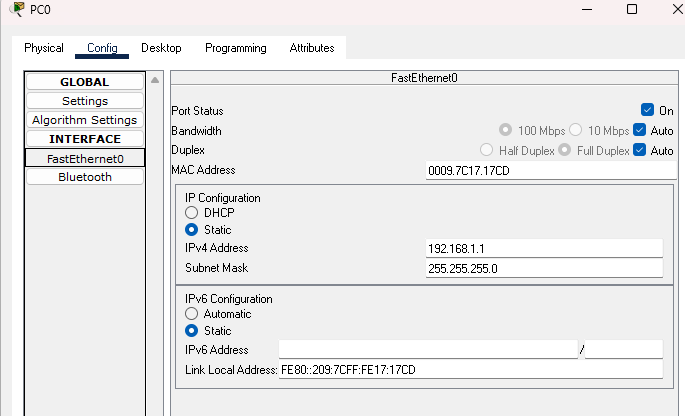 PC0
Physical Config Desktop Programming Attributes
GLOBAL
Settings
Algorithm Settings
INTERFACE
FastEthernet0
Bluetooth
FastEthernet0
Port Status On
Bandwidth 100 Mbps 10 Mbps Auto
Duplex Half Duplex Full Duplex Auto
MAC Address 0009.7C17.17CD
IP Configuration
DHCP
Static
IPv4 Address 192.168.1.1
Subnet Mask 255.255.255.0
IPv6 Configuration
Automatic
Static
IPv6 Address /
Link Local Address: FE80::209:7CFF:FE17:17CD